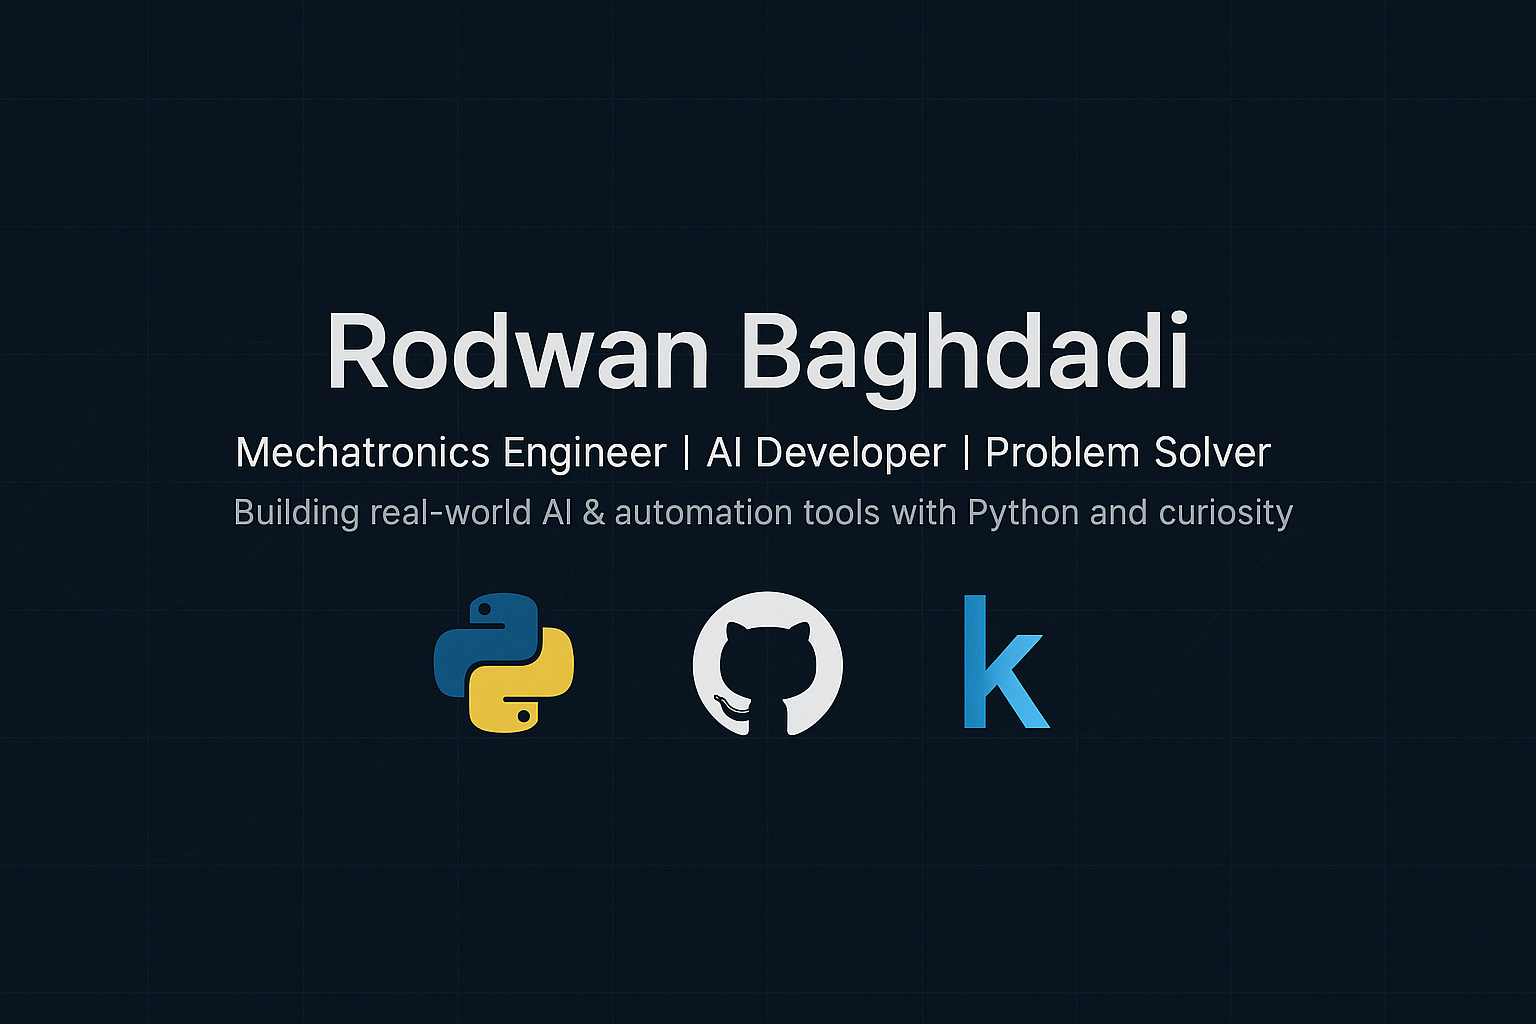 Rodwan Baghdadi
Mechatronics Engineer | AI Developer | Problem Solver
Building real-world AI & automation tools with Python and curiosity
k